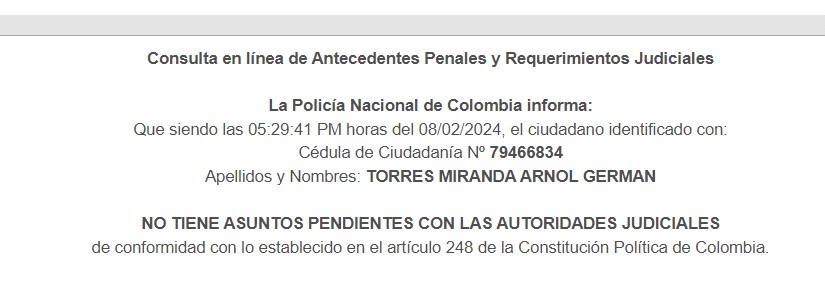 Consulta en línea de Antecedentes Penales y Requerimientos Judiciales
La Policía Nacional de Colombia informa:
Que siendo las 05:29:41 PM horas del 08/02/2024, el ciudadano identificado con:
Cédula de Ciudadanía Nº 79466834
Apellidos y Nombres: TORRES MIRANDA ARNOL GERMAN
NO TIENE ASUNTOS PENDIENTES CON LAS AUTORIDADES JUDICIALES
de conformidad con lo establecido en el artículo 248 de la Constitución Política de Colombia.